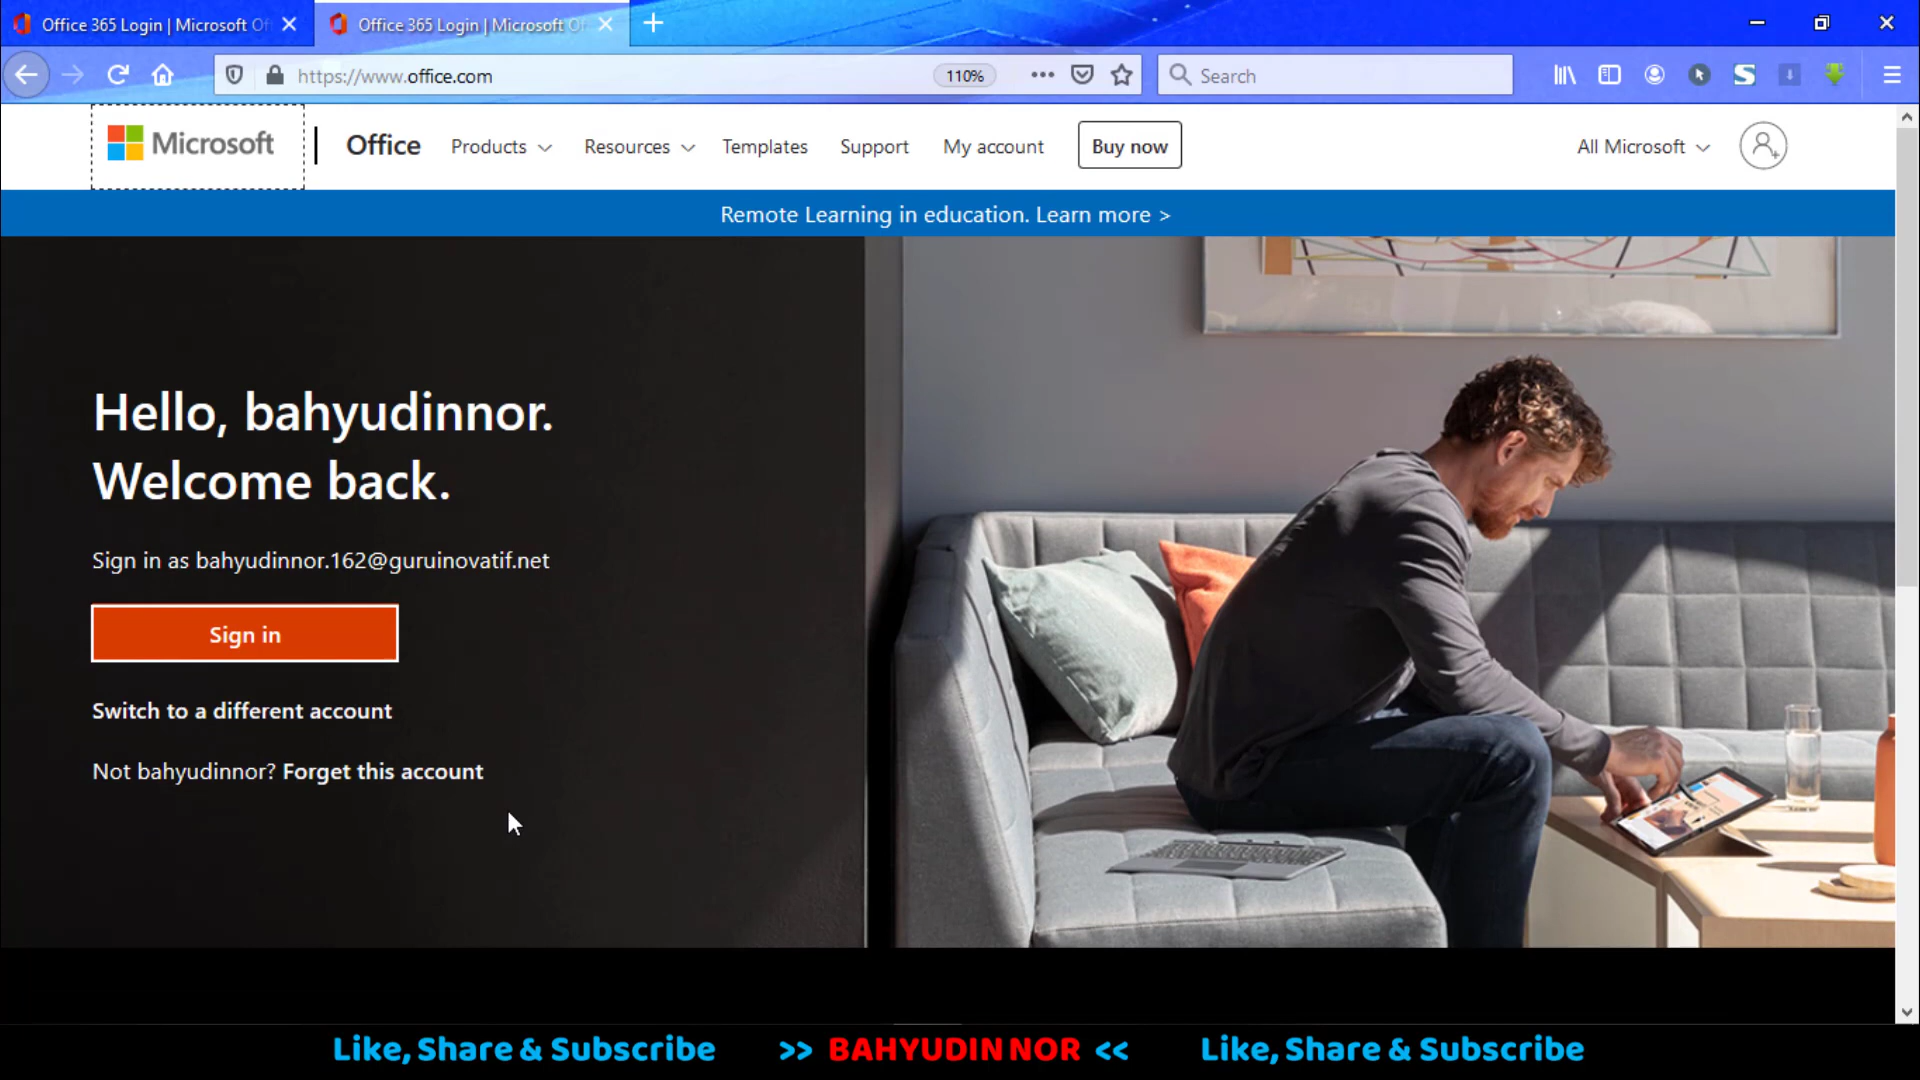 Office 365 Login | Microsoft Of
Office 365 Login | Microsoft Of
https://www.office.com
110%
Search
Microsoft
Office
Products
Resources
Templates
Support
My account
Buy now
All Microsoft
Remote Learning in education. Learn more >
Hello, bahyudinnor.
Welcome back.
Sign in as bahyudinnor.162@guruinovatif.net
Sign in
Switch to a different account
Not bahyudinnor? Forget this account
Like, Share & Subscribe >> BAHYUDIN NOR << Like, Share & Subscribe